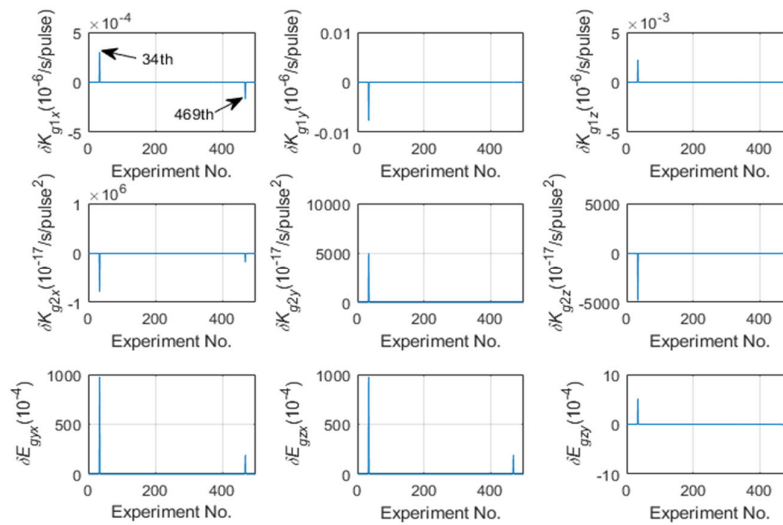 5 ×10⁻⁴ 0.01 5 ×10⁻³
δK_g1x(10⁻⁶/s/pulse) 0 -5 34th 469th
δK_g1y(10⁻⁶/s/pulse) 0 -0.01
δK_g1z(10⁻⁶/s/pulse) 0 -5
0 200 400 0 200 400 0 200 400
Experiment No. Experiment No. Experiment No.
1 ×10⁶ 10000 5000
δK_g2x(10⁻¹⁷/s/pulse²) 0 -1
δK_g2y(10⁻¹⁷/s/pulse²) 5000 0
δK_g2z(10⁻¹⁷/s/pulse²) 0 -5000
0 200 400 0 200 400 0 200 400
Experiment No. Experiment No. Experiment No.
1000 1000 10
δE_gyx(10⁻⁴) 500 0
δE_gzx(10⁻⁴) 500 0
δE_gzy(10⁻⁴) 0 -10
0 200 400 0 200 400 0 200 400
Experiment No. Experiment No. Experiment No.